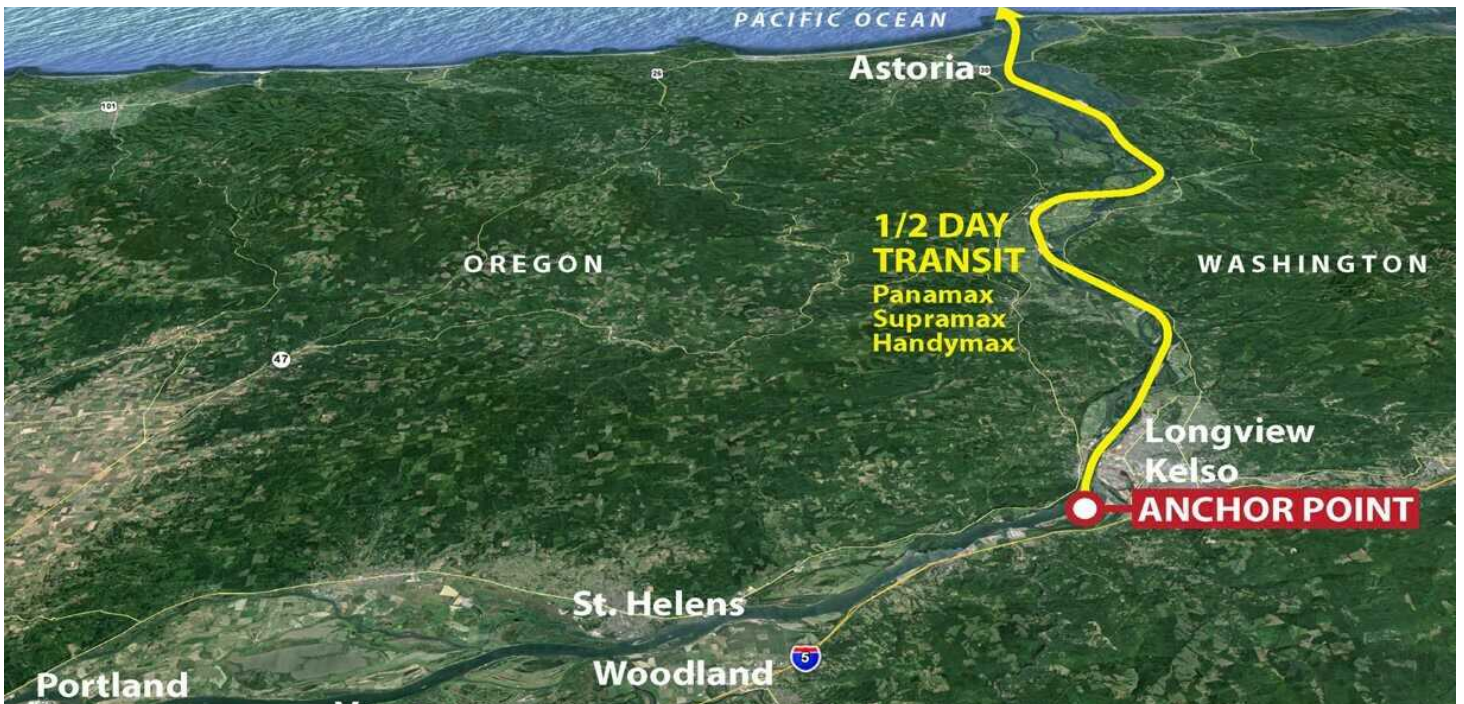 PACIFIC OCEAN
Astoria
30
26
101
1/2 DAY
TRANSIT
Panamax
Supramax
Handymax
OREGON
WASHINGTON
47
Longview
Kelso
ANCHOR POINT
St. Helens
Woodland
5
Portland